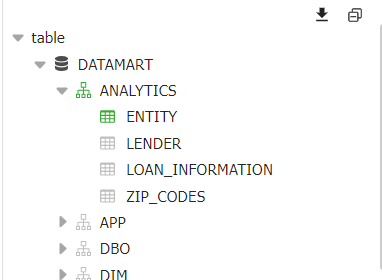 table
DATAMART
ANALYTICS
ENTITY
LENDER
LOAN_INFORMATION
ZIP_CODES
APP
DBO
DIM